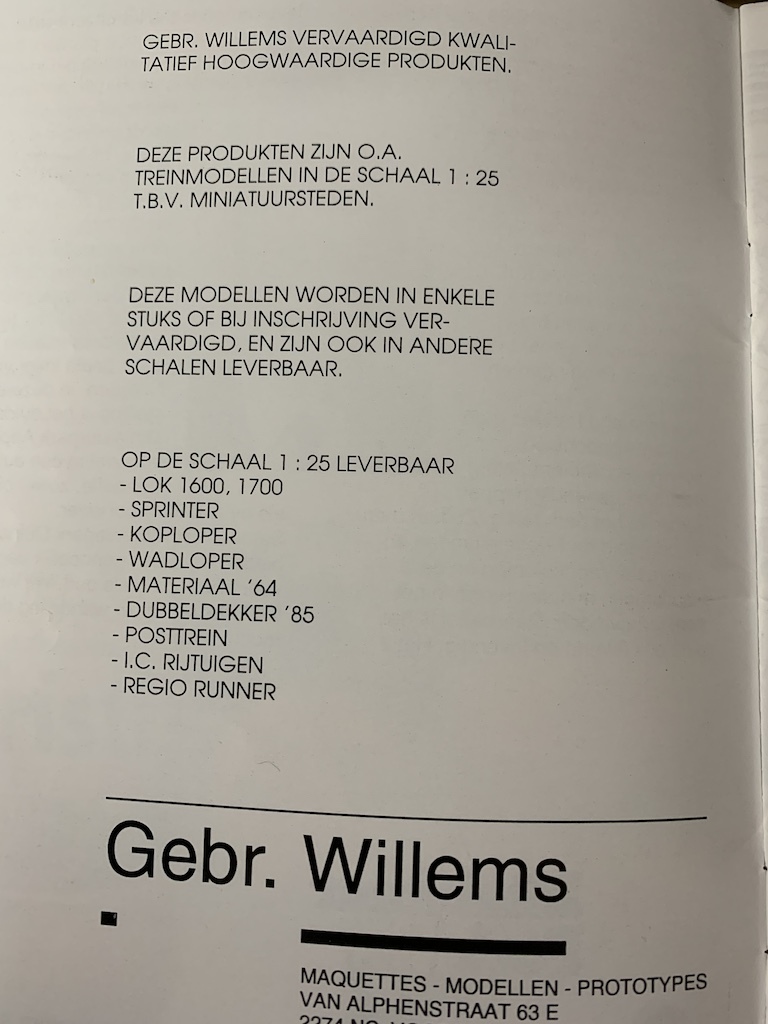 GEBR. WILLEMS VERVAARDIGD KWALI-
TATIEF HOOGWAARDIGE PRODUKTEN.
DEZE PRODUKTEN ZIJN O.A.
TREINMODELLEN IN DE SCHAAL 1 : 25
T.B.V. MINIATUURSTEDEN.
DEZE MODELLEN WORDEN IN ENKELE
STUKS OF BIJ INSCHRIJVING VER-
VAARDIGD, EN ZIJN OOK IN ANDERE
SCHALEN LEVERBAAR.
OP DE SCHAAL 1 : 25 LEVERBAAR
- LOK 1600, 1700
- SPRINTER
- KOPLOPER
- WADLOPER
- MATERIAAL '64
- DUBBELDEKKER '85
- POSTTREIN
- I.C. RIJTUIGEN
- REGIO RUNNER
Gebr. Willems
MAQUETTES - MODELLEN - PROTOTYPES
VAN ALPHENSTRAAT 63 E